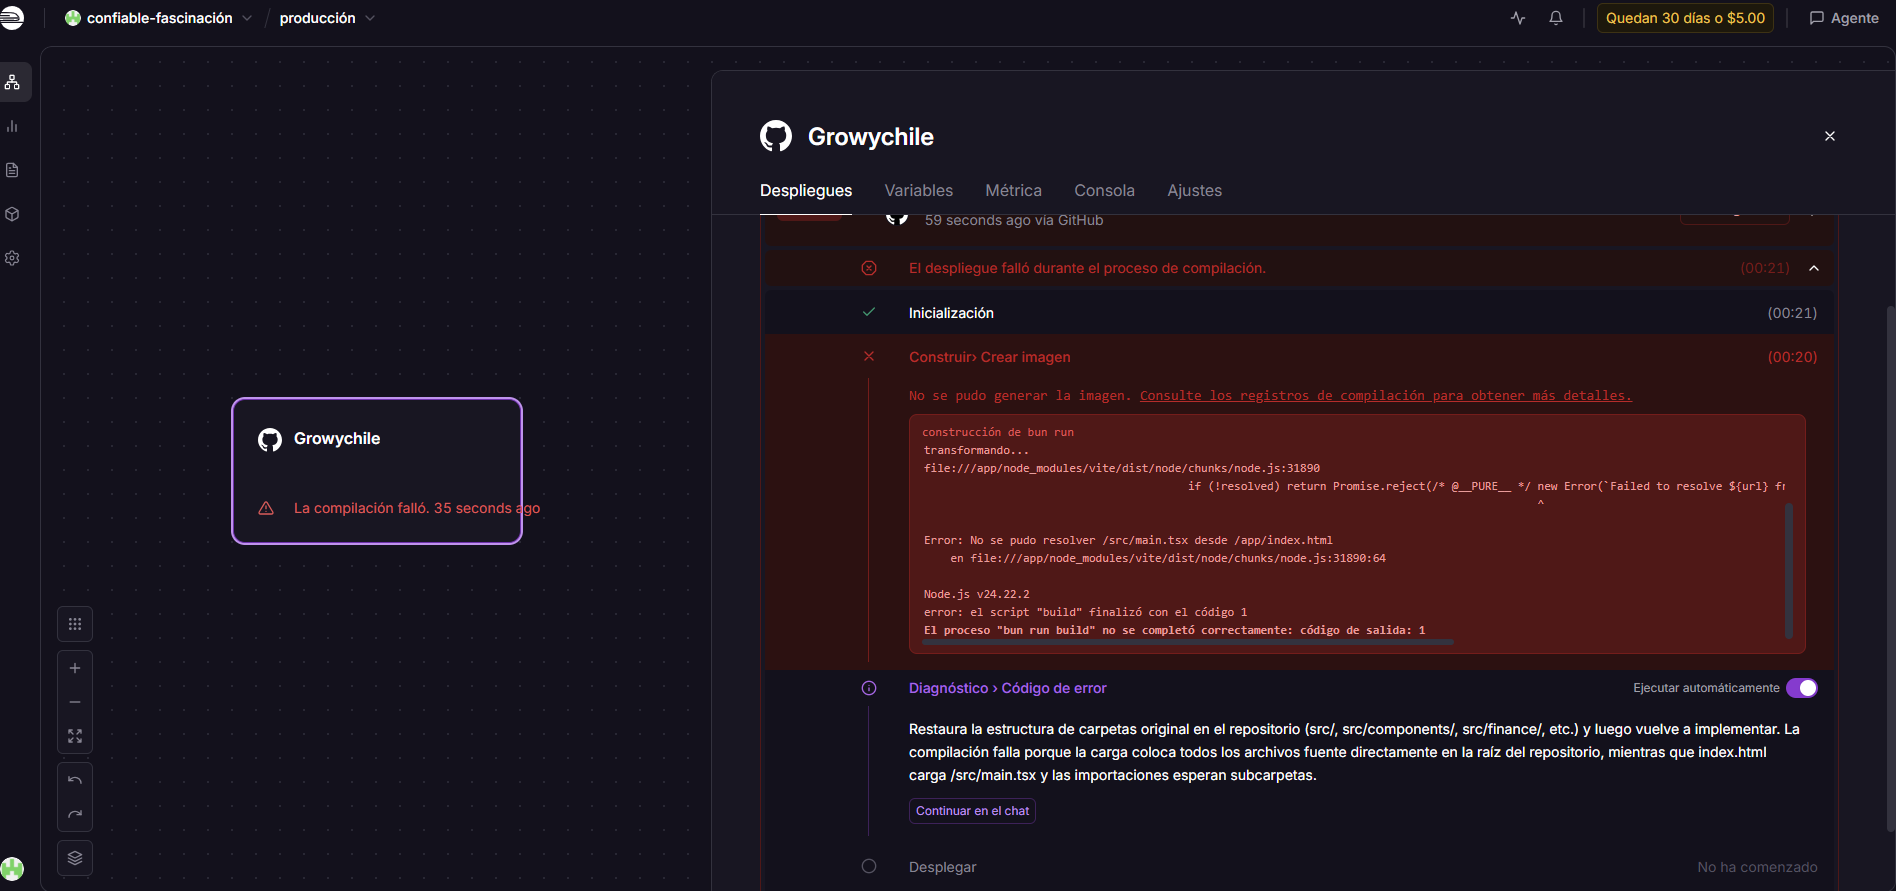 confiable-fascinación
producción
Quedan 30 días o $5.00
Agente
Growychile
Despliegues
Variables
Métrica
Consola
Ajustes
59 seconds ago vía GitHub
El despliegue falló durante el proceso de compilación.
(00:21)
Inicialización
(00:21)
Construir› Crear imagen
(00:20)
No se pudo generar la imagen. Consulte los registros de compilación para obtener más detalles.
construcción de bun run
transformando...
file:///app/node_modules/vite/dist/node/chunks/node.js:31890
if (!resolved) return Promise.reject(/* @__PURE__ */ new Error(`Failed to resolve ${url} fr
^
Error: No se pudo resolver /src/main.tsx desde /app/index.html
en file:///app/node_modules/vite/dist/node/chunks/node.js:31890:64
Node.js v24.22.2
error: el script "build" finalizó con el código 1
El proceso "bun run build" no se completó correctamente: código de salida: 1
Growychile
La compilación falló. 35 seconds ago
Diagnóstico › Código de error
Ejecutar automáticamente
Restaura la estructura de carpetas original en el repositorio (src/, src/components/, src/finance/, etc.) y luego vuelve a implementar. La
compilación falla porque la carga coloca todos los archivos fuente directamente en la raíz del repositorio, mientras que index.html
carga /src/main.tsx y las importaciones esperan subcarpetas.
Continuar en el chat
Desplegar
No ha comenzado